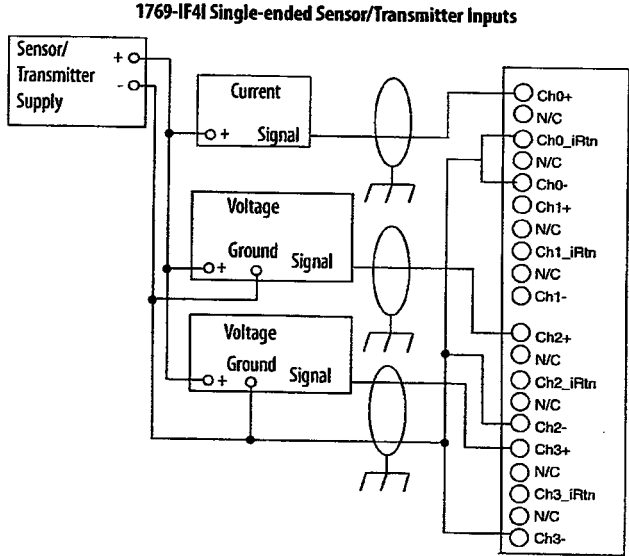 1769-IF4I Single-ended Sensor/Transmitter Inputs
Sensor/
Transmitter
Supply
+
-
Current
+
Signal
Voltage
Ground
+
Signal
Voltage
Ground
+
Signal
Ch0+
N/C
Ch0_iRtn
N/C
Ch0-
Ch1+
N/C
Ch1_iRtn
N/C
Ch1-
Ch2+
N/C
Ch2_iRtn
N/C
Ch2-
Ch3+
N/C
Ch3_iRtn
N/C
Ch3-